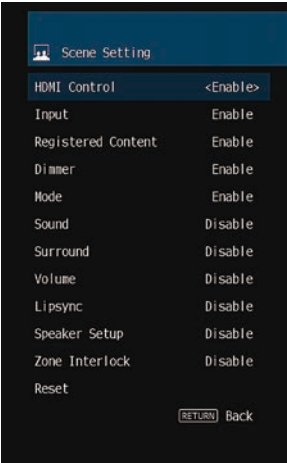 Scene Setting
HDMI Control <Enable>
Input Enable
Registered Content Enable
Dimmer Enable
Mode Enable
Sound Disable
Surround Disable
Volume Disable
Lipsync Disable
Speaker Setup Disable
Zone Interlock Disable
Reset
RETURN Back